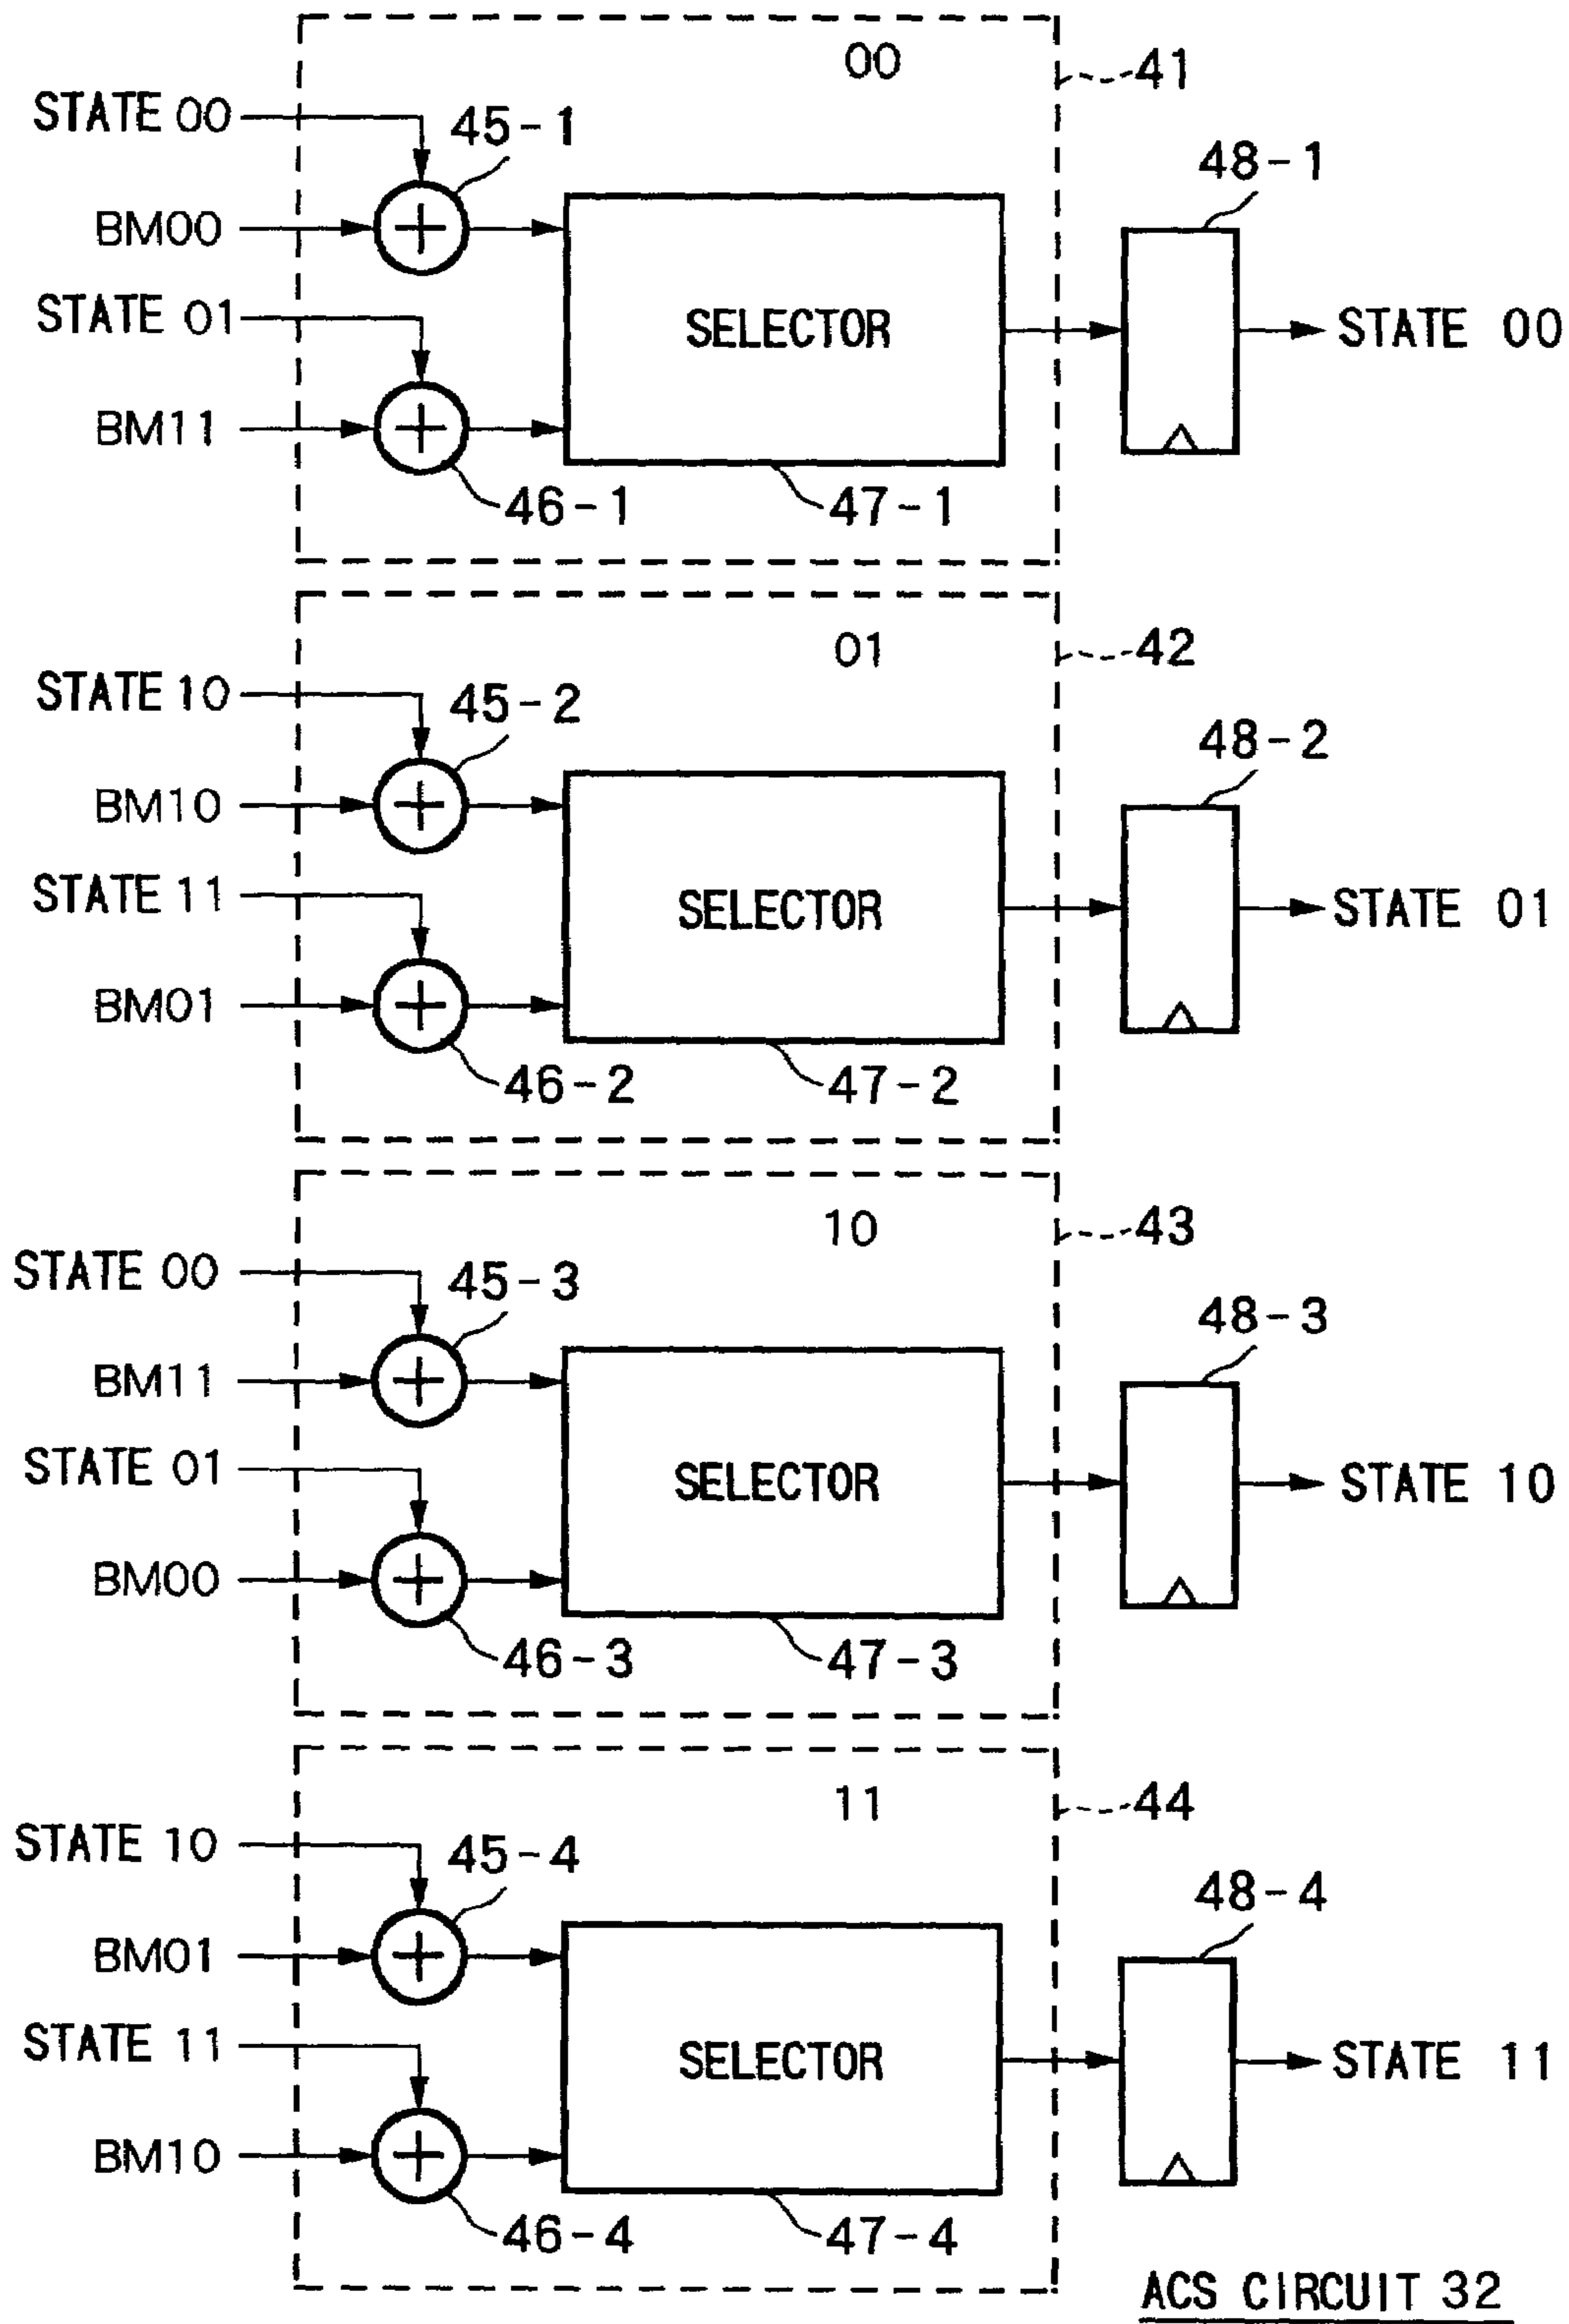 00
41
STATE 00
45-1
48-1
BM00
STATE 01
SELECTOR
STATE 00
BM11
46-1
47-1
01
42
STATE 10
45-2
48-2
BM10
STATE 11
SELECTOR
STATE 01
BM01
46-2
47-2
10
43
STATE 00
45-3
48-3
BM11
STATE 01
SELECTOR
STATE 10
BM00
46-3
47-3
11
44
STATE 10
45-4
48-4
BM01
STATE 11
SELECTOR
STATE 11
BM10
46-4
47-4
ACS CIRCUIT 32